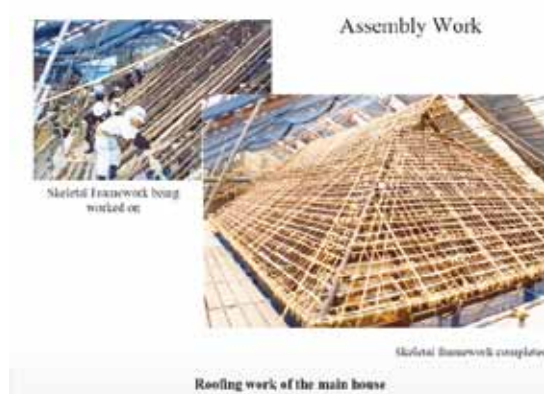 Assembly Work
Skeletal Framework being
worked on
Skeletal framework completed
Roofing work of the main house